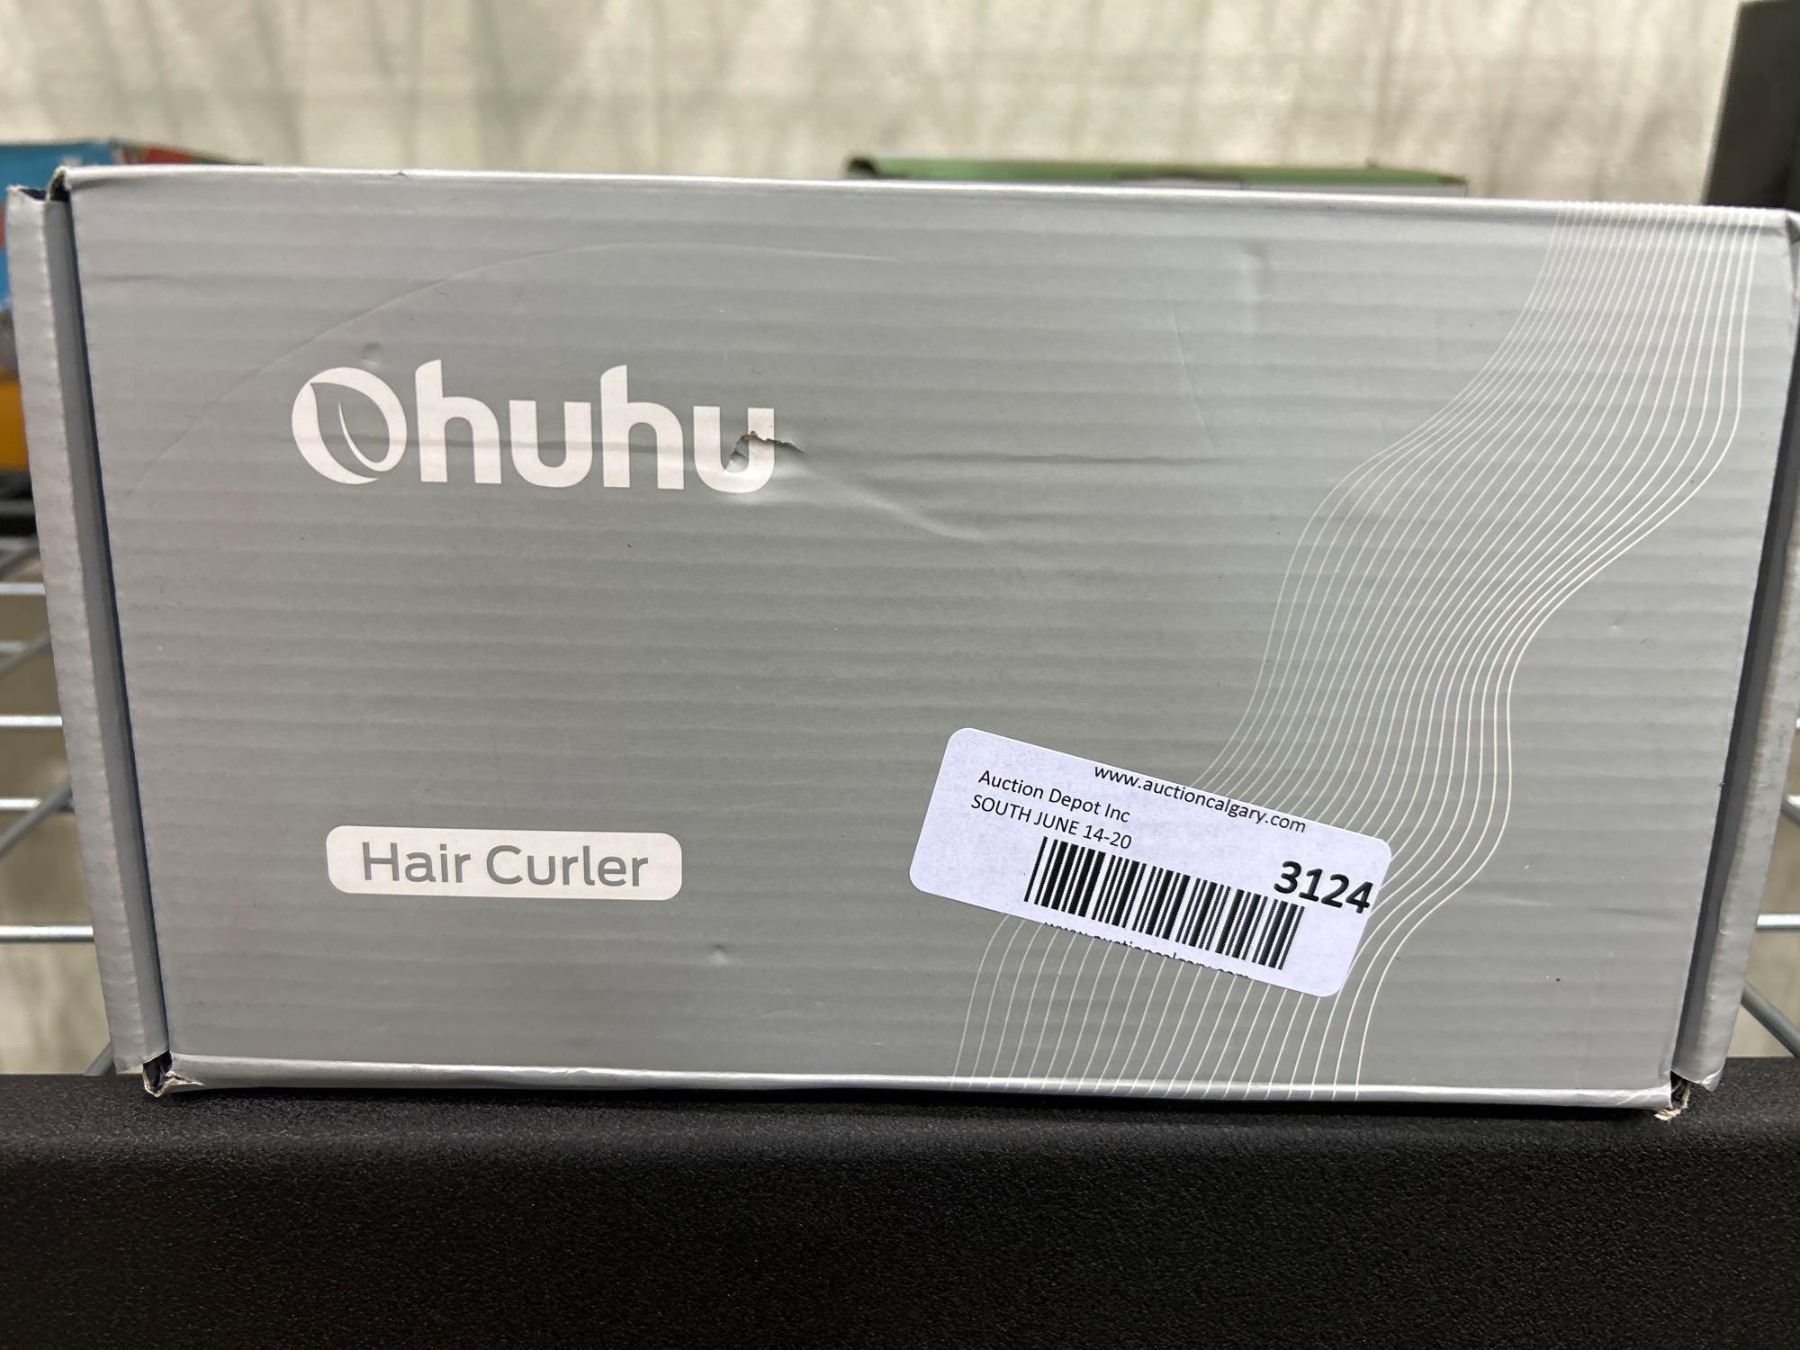 Ohuhu
Hair Curler
www.auctioncalgary.com
Auction Depot Inc
SOUTH JUNE 14-20
3124